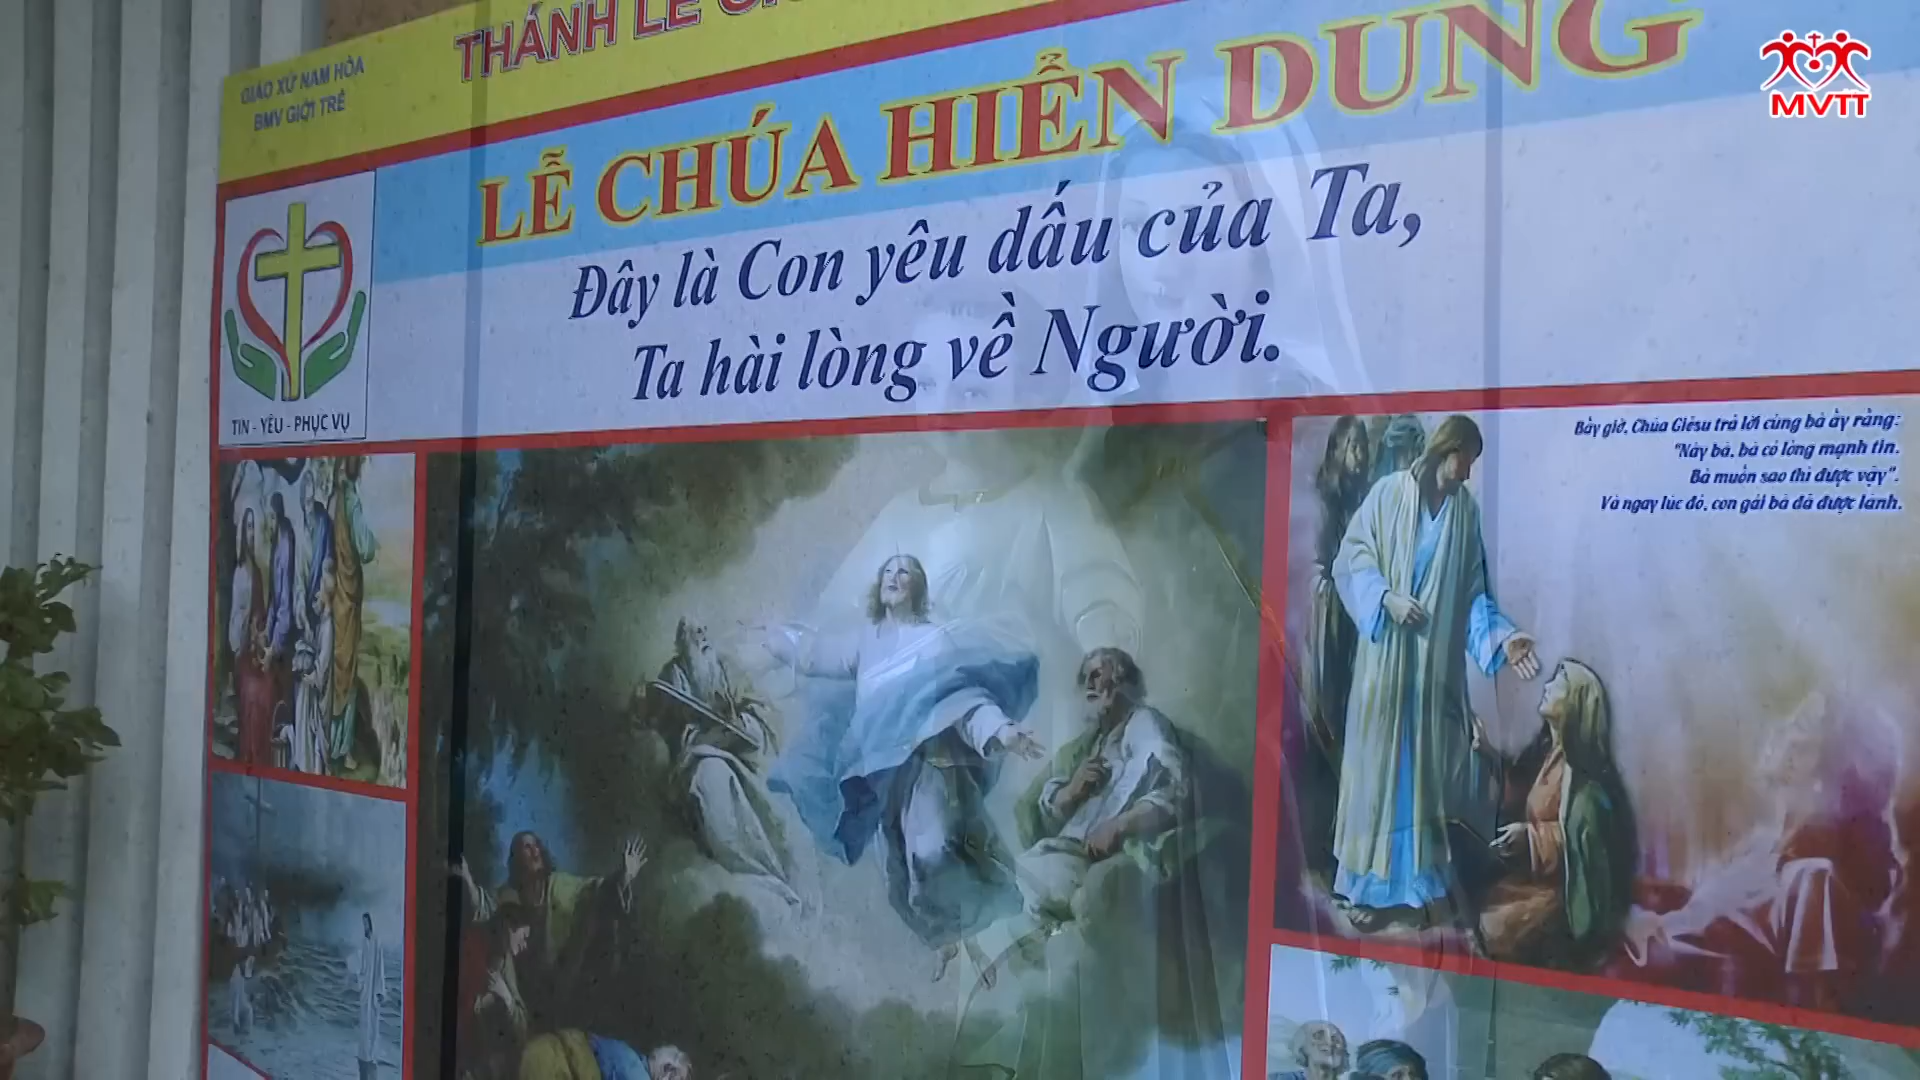 THÁNH LỄ
GIÁO XỨ NAM HÒA
BMV GIỚI TRẺ
MVTT
LỄ CHÚA HIỂN DUNG
Đây là Con yêu dấu của Ta,
Ta hài lòng về Người.
TIN - YÊU - PHỤC VỤ
Bấy giờ, Chúa Giêsu trả lời cùng bà ấy rằng:
"Này bà, bà có lòng mạnh tin.
Bà muốn sao thì được vậy".
Và ngay lúc đó, con gái bà đã được lành.